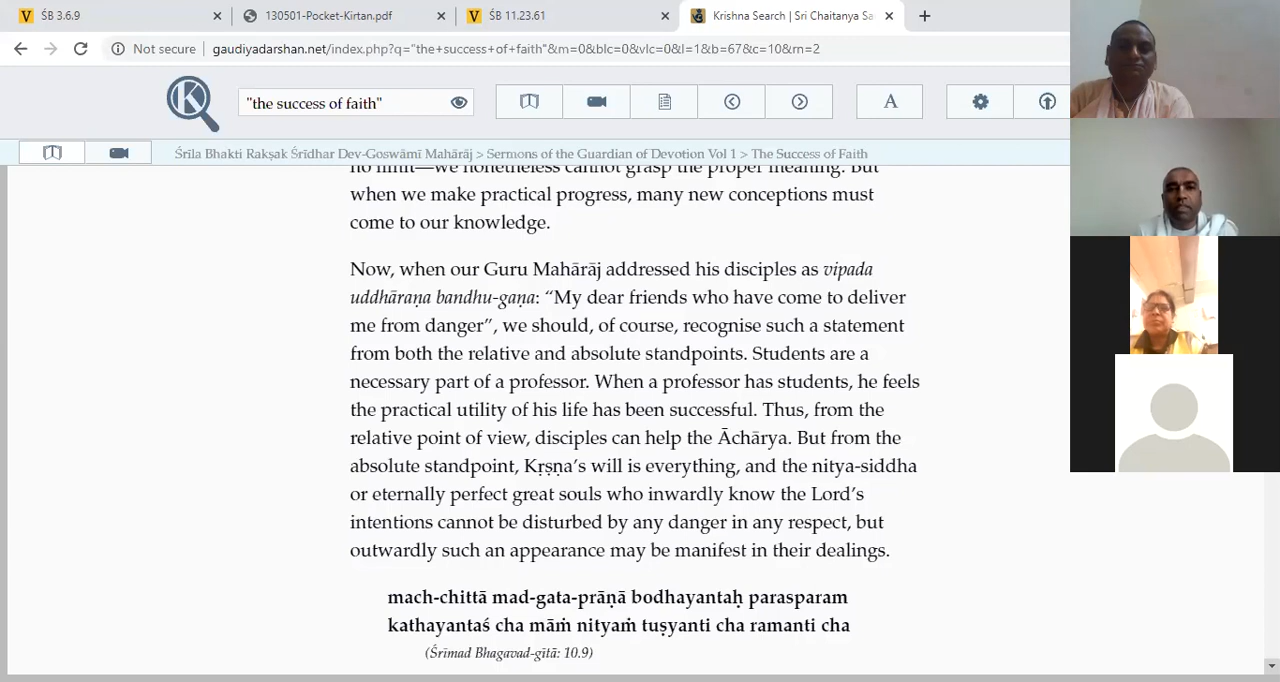 ŚB 3.6.9
130501-Pocket-Kirtan.pdf
ŚB 11.23.61
Krishna Search | Sri Chaitanya Sa
Not secure | gaudiyadarshan.net/index.php?q="the+success+of+faith"&m=0&blc=0&vlc=0&l=1&b=67&c=10&rn=2
"the success of faith"
A
Śrīla Bhakti Rakṣak Śrīdhar Dev-Goswāmī Mahārāj > Sermons of the Guardian of Devotion Vol 1 > The Success of Faith
no limit—we nonetheless cannot grasp the proper meaning. But
when we make practical progress, many new conceptions must
come to our knowledge.
Now, when our Guru Mahārāj addressed his disciples as vipada
uddhāraṇa bandhu-gaṇa: “My dear friends who have come to deliver
me from danger”, we should, of course, recognise such a statement
from both the relative and absolute standpoints. Students are a
necessary part of a professor. When a professor has students, he feels
the practical utility of his life has been successful. Thus, from the
relative point of view, disciples can help the Āchārya. But from the
absolute standpoint, Kṛṣṇa’s will is everything, and the nitya-siddha
or eternally perfect great souls who inwardly know the Lord’s
intentions cannot be disturbed by any danger in any respect, but
outwardly such an appearance may be manifest in their dealings.
mach-chittā mad-gata-prāṇā bodhayantaḥ parasparam
kathayantaś cha māṁ nityaṁ tuṣyanti cha ramanti cha
(Śrīmad Bhagavad-gītā: 10.9)